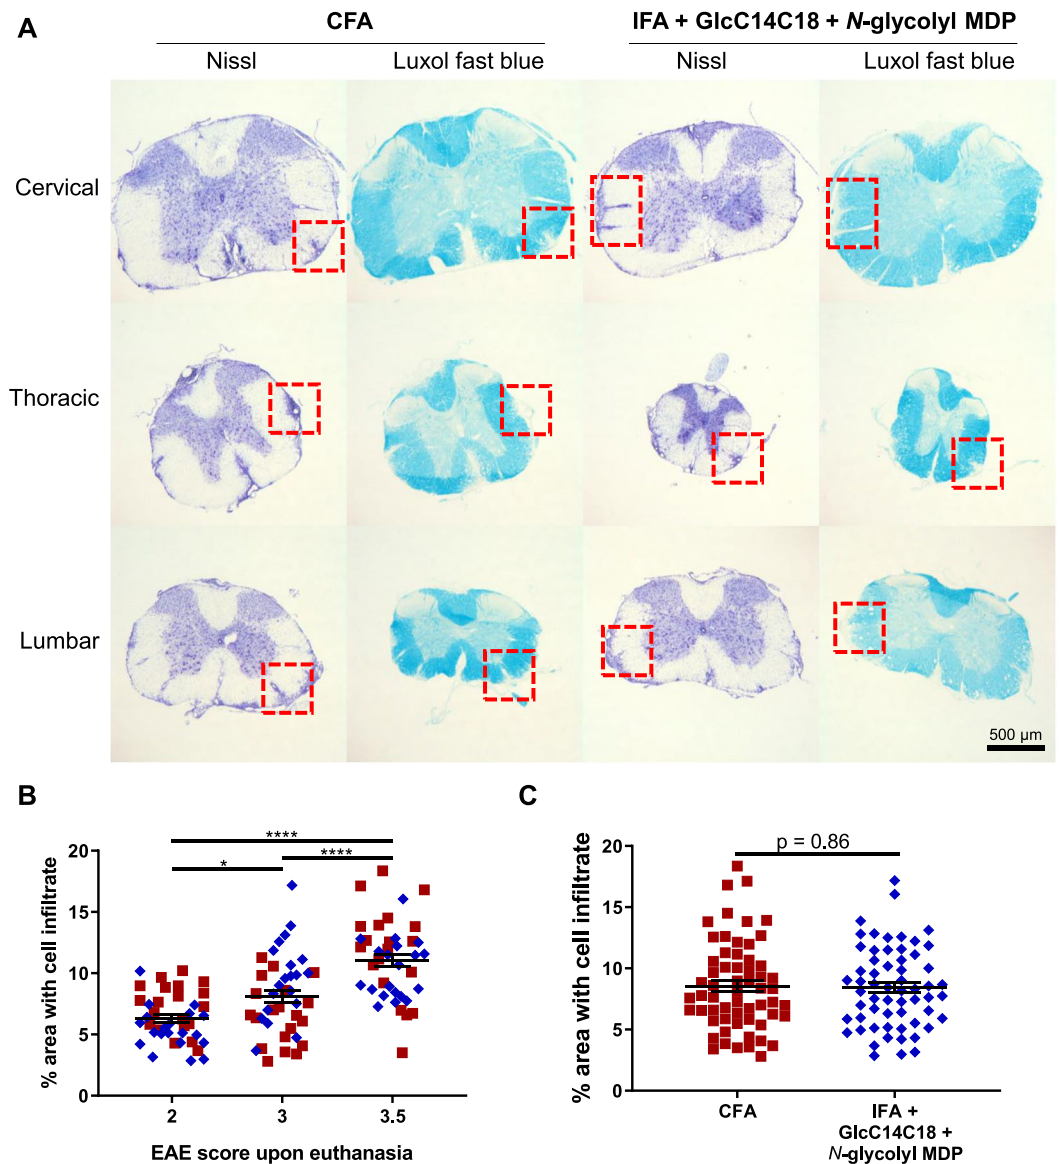 A
CFA
IFA + GlcC14C18 + N-glycolyl MDP
Nissl
Luxol fast blue
Nissl
Luxol fast blue
Cervical
Thoracic
Lumbar
500 µm
B
% area with cell infiltrate
20
15
10
5
0
****
*
****
2
3
3.5
EAE score upon euthanasia
C
% area with cell infiltrate
20
15
10
5
0
p = 0.86
CFA
IFA +
GlcC14C18 +
N-glycolyl MDP